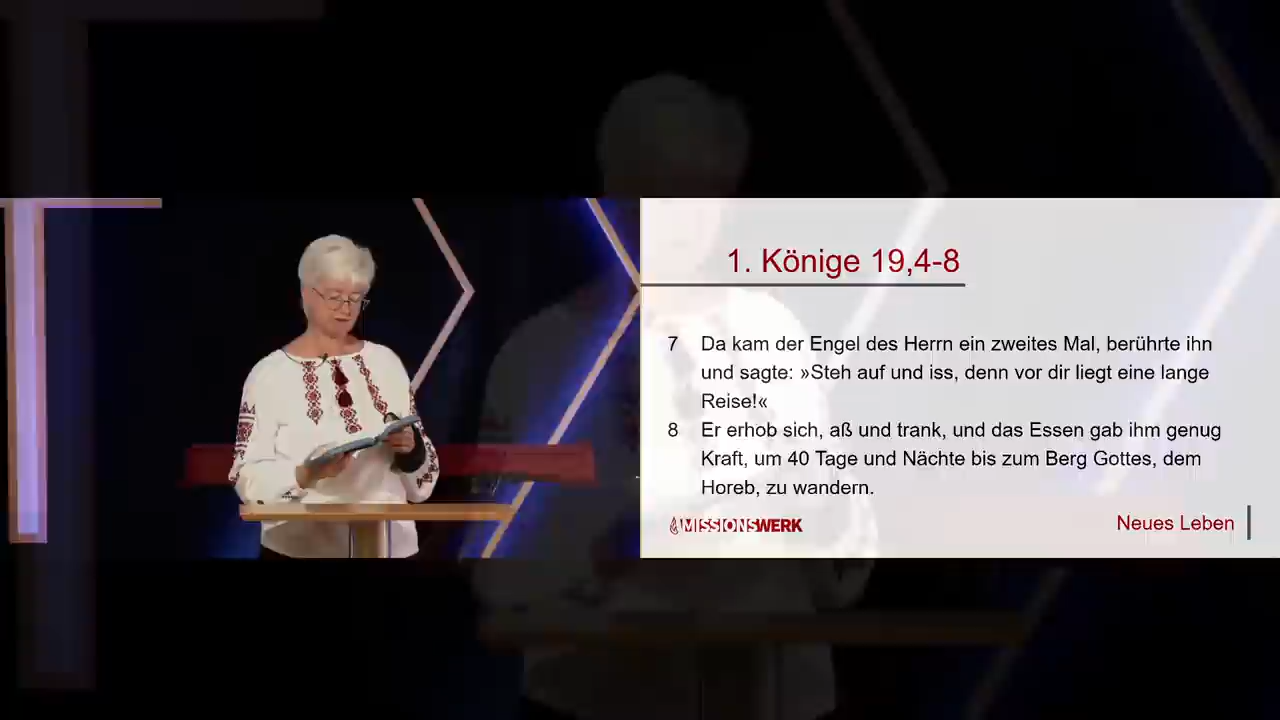 1. Könige 19,4-8
7 Da kam der Engel des Herrn ein zweites Mal, berührte ihn
und sagte: »Steh auf und iss, denn vor dir liegt eine lange
Reise!«
8 Er erhob sich, aß und trank, und das Essen gab ihm genug
Kraft, um 40 Tage und Nächte bis zum Berg Gottes, dem
Horeb, zu wandern.
MISSIONSWERK
Neues Leben